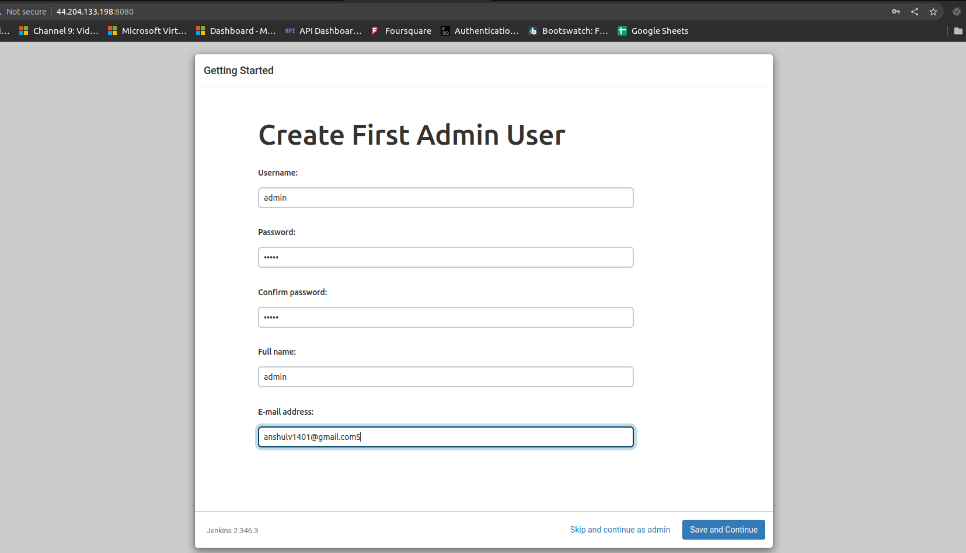 Not secure | 44.204.133.198:8080
i... Channel 9: Vid... Microsoft Virt... Dashboard - M... API API Dashboar... Foursquare Authenticatio... Bootswatch: F... Google Sheets
Getting Started
Create First Admin User
Username:
admin
Password:
•••••
Confirm password:
•••••
Full name:
admin
E-mail address:
anshulv1401@gmail.com5
Jenkins 2.346.3 Skip and continue as admin Save and Continue